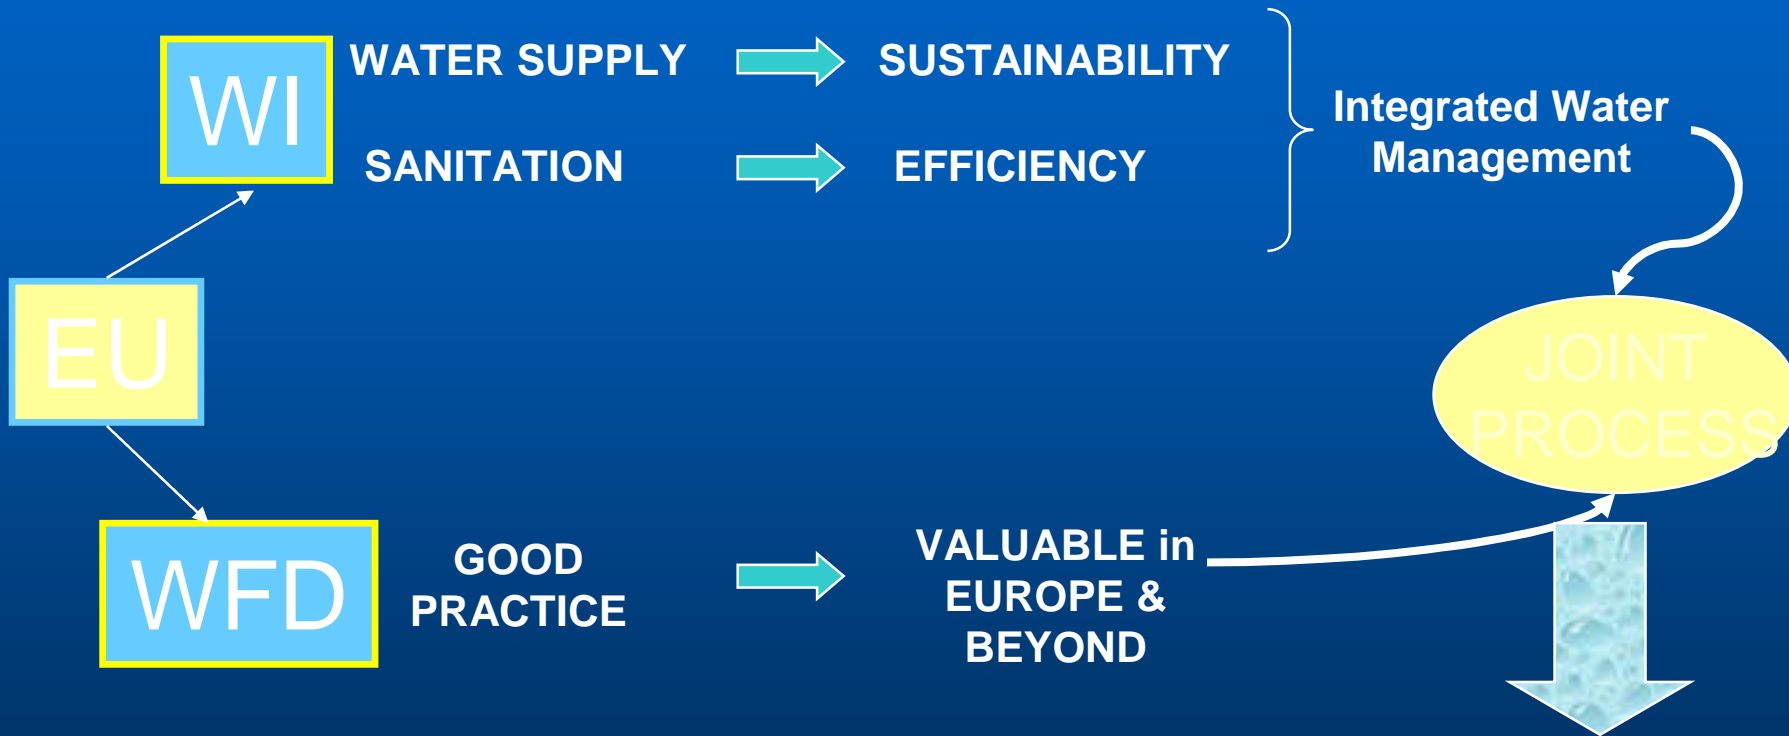 WI
WATER SUPPLY
SUSTAINABILITY
SANITATION
EFFICIENCY
Integrated Water
Management
EU
JOINT
PROCESS
WFD
GOOD
PRACTICE
VALUABLE in
EUROPE &
BEYOND